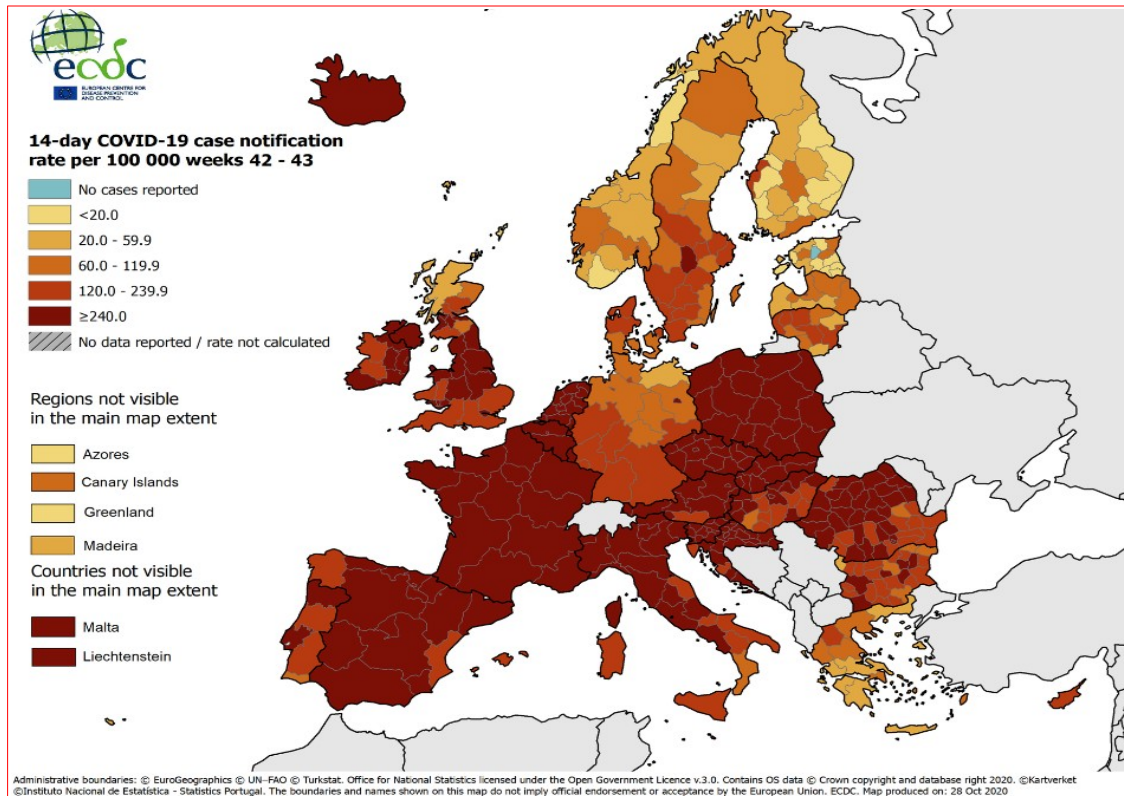 ecdc
EUROPEAN CENTRE FOR
DISEASE PREVENTION
AND CONTROL
14-day COVID-19 case notification
rate per 100 000 weeks 42 - 43
No cases reported
<20.0
20.0 - 59.9
60.0 - 119.9
120.0 - 239.9
≥240.0
No data reported / rate not calculated
Regions not visible
in the main map extent
Azores
Canary Islands
Greenland
Madeira
Countries not visible
in the main map extent
Malta
Liechtenstein
Administrative boundaries: © EuroGeographics © UN–FAO © Turkstat. Office for National Statistics licensed under the Open Government Licence v.3.0. Contains OS data © Crown copyright and database right 2020. ©Kartverket
©Instituto Nacional de Estatística - Statistics Portugal. The boundaries and names shown on this map do not imply official endorsement or acceptance by the European Union. ECDC. Map produced on: 28 Oct 2020